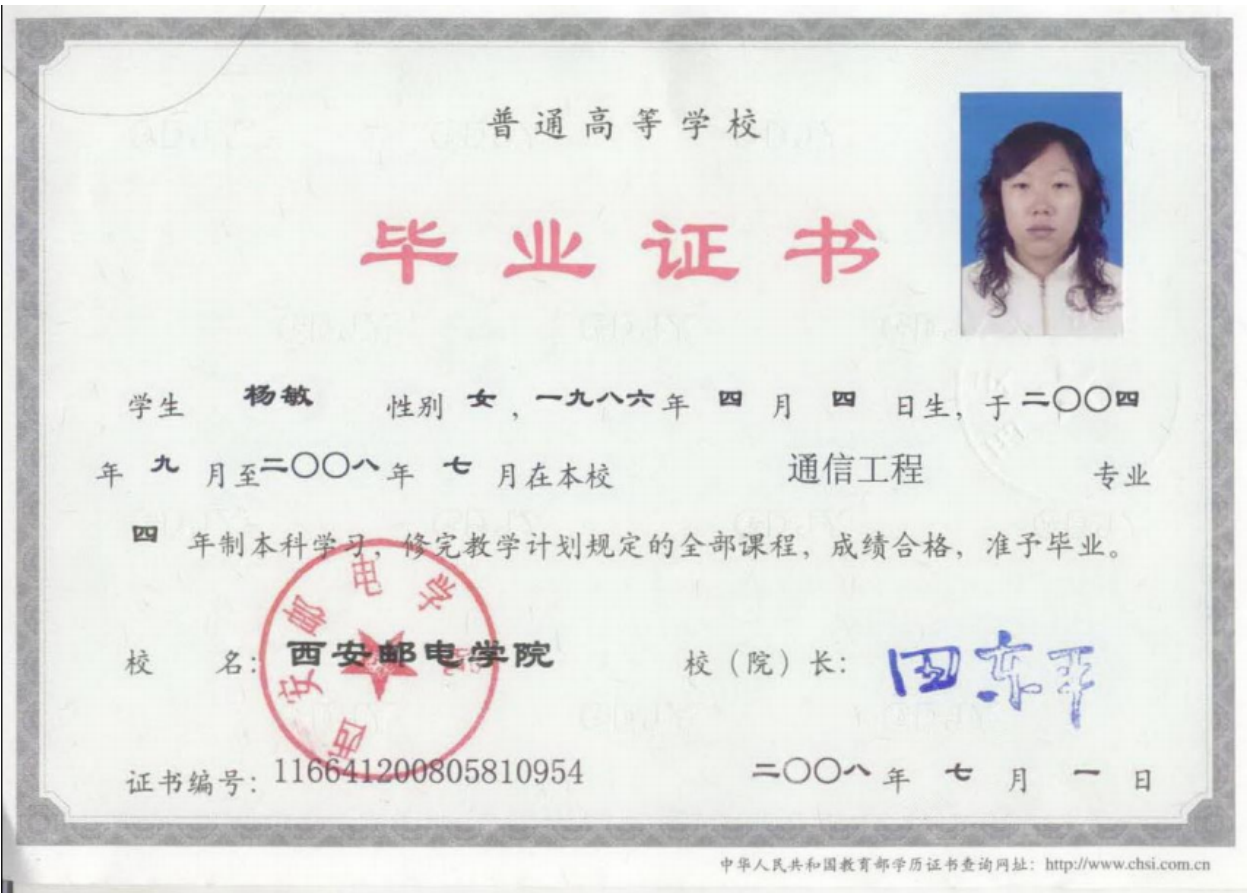 普通高等学校
毕业证书
学生 杨敏 性别 女，一九八六年 四 月 四 日生，于二〇〇四
年 九 月至二〇〇八年 七 月在本校 通信工程 专业
四 年制本科学习，修完教学计划规定的全部课程，成绩合格，准予毕业。
西安邮电学院
校 名：西安邮电学院 校（院）长：
证书编号：116641200805810954 二〇〇八年 七 月 一 日
中华人民共和国教育部学历证书查询网址：http://www.chsi.com.cn